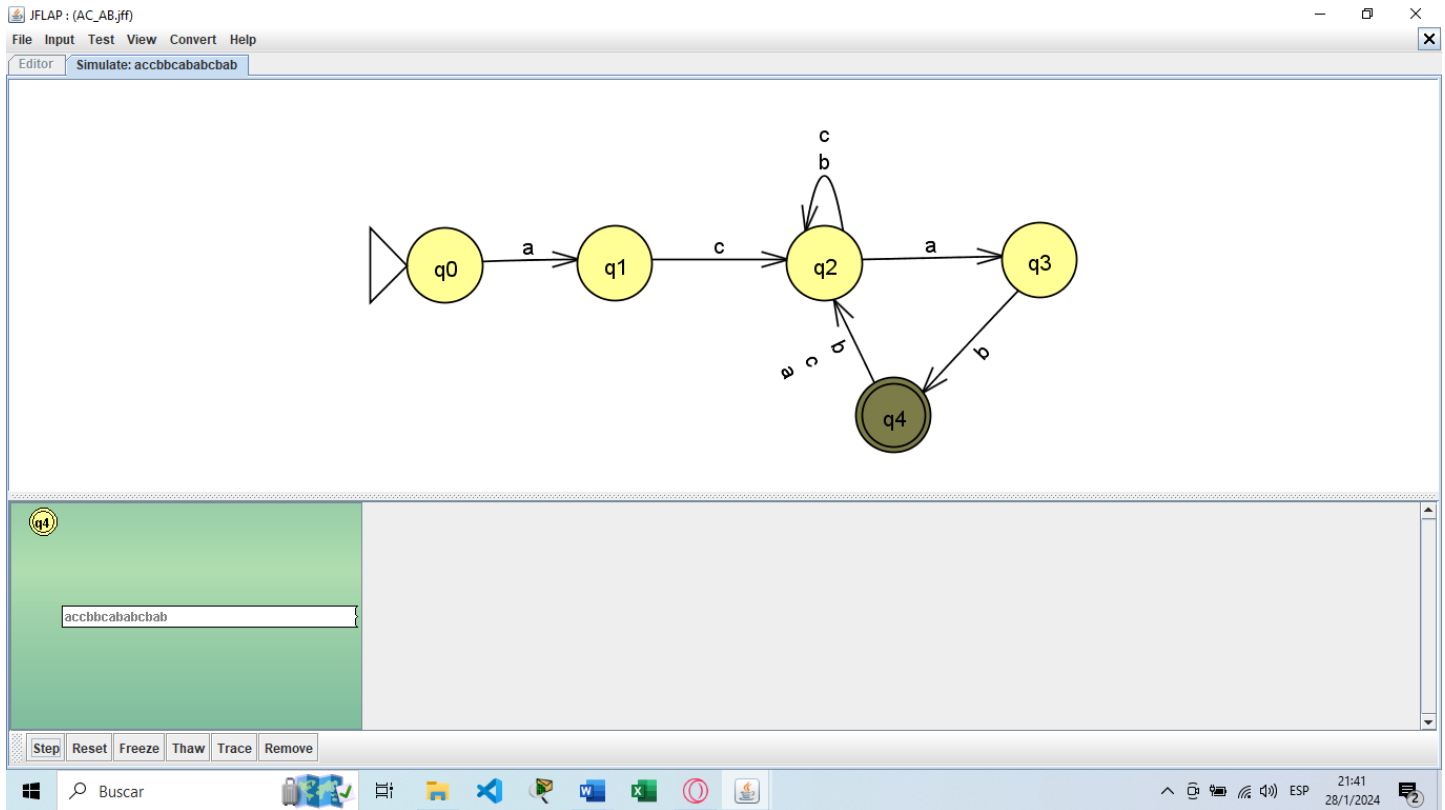 JFLAP : (AC_AB.jff)
File Input Test View Convert Help
Editor Simulate: accbbcababcbab
c
b
a
c
a
q0
q1
q2
q3
b
c
a
b
q4
q4
accbbcababcbab
Step Reset Freeze Thaw Trace Remove
Buscar
ESP
21:41
28/1/2024
2